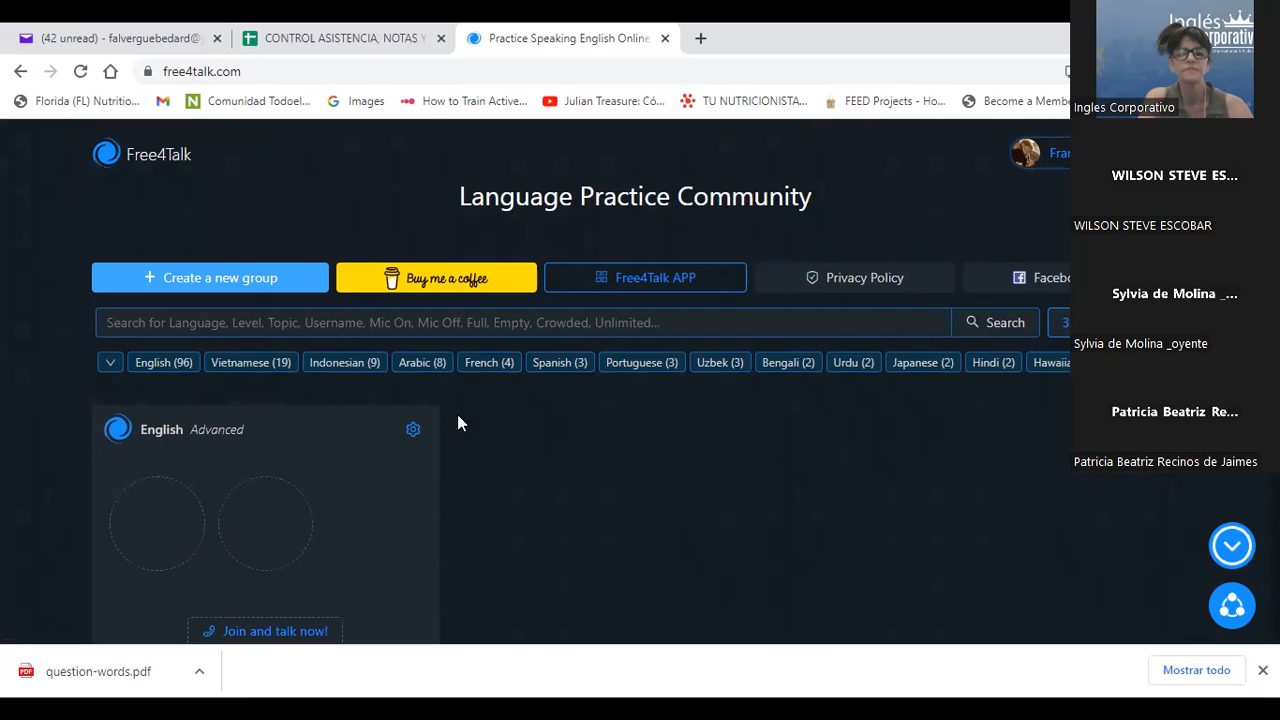 (42 unread) - falverguebedard@
CONTROL ASISTENCIA, NOTAS Y
Practice Speaking English Online
free4talk.com
Florida (FL) Nutritio...
Comunidad Todoel...
Images
How to Train Active...
Julian Treasure: Có...
TU NUTRICIONISTA...
FEED Projects - Ho...
Become a Memb
Inglés
Corporativo
Ingles Corporativo
Free4Talk
Fran
Language Practice Community
WILSON STEVE ES...
WILSON STEVE ESCOBAR
+ Create a new group
Buy me a coffee
Free4Talk APP
Privacy Policy
Facebo
Search for Language, Level, Topic, Username, Mic On, Mic Off, Full, Empty, Crowded, Unlimited...
Search
3
Sylvia de Molina _...
Sylvia de Molina _oyente
English (96)
Vietnamese (19)
Indonesian (9)
Arabic (8)
French (4)
Spanish (3)
Portuguese (3)
Uzbek (3)
Bengali (2)
Urdu (2)
Japanese (2)
Hindi (2)
Hawaiia
English Advanced
Patricia Beatriz Re...
Patricia Beatriz Recinos de Jaimes
Join and talk now!
question-words.pdf
Mostrar todo